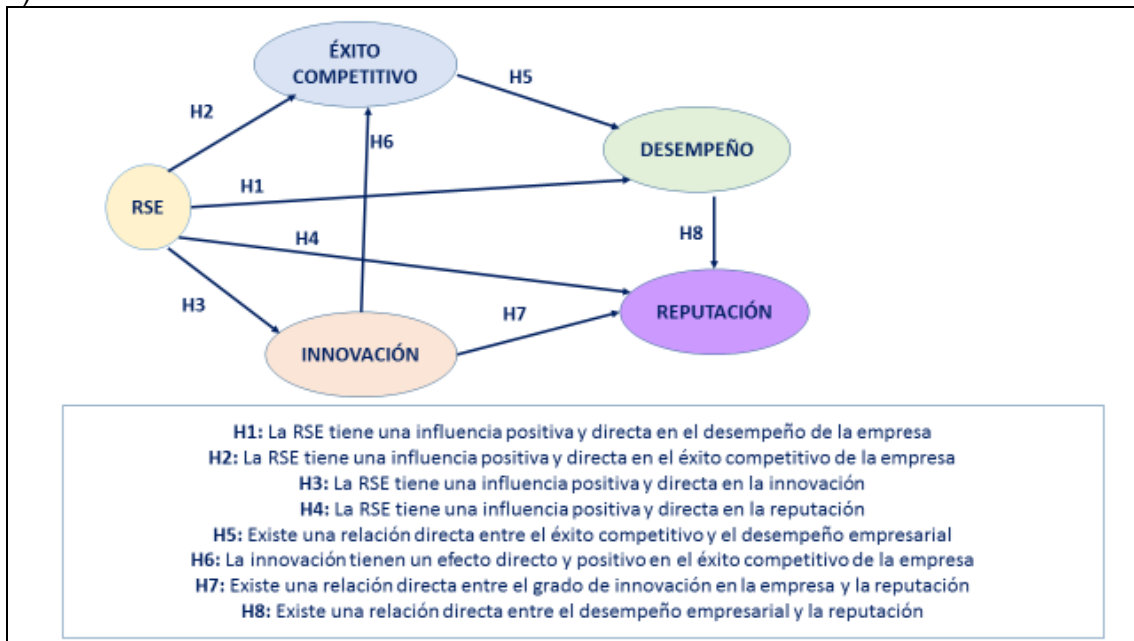 )
ÉXITO
COMPETITIVO
H5
H2
H6
DESEMPEÑO
H1
RSE
H4
H8
H3
H7
REPUTACIÓN
INNOVACIÓN
H1: La RSE tiene una influencia positiva y directa en el desempeño de la empresa
H2: La RSE tiene una influencia positiva y directa en el éxito competitivo de la empresa
H3: La RSE tiene una influencia positiva y directa en la innovación
H4: La RSE tiene una influencia positiva y directa en la reputación
H5: Existe una relación directa entre el éxito competitivo y el desempeño empresarial
H6: La innovación tienen un efecto directo y positivo en el éxito competitivo de la empresa
H7: Existe una relación directa entre el grado de innovación en la empresa y la reputación
H8: Existe una relación directa entre el desempeño empresarial y la reputación